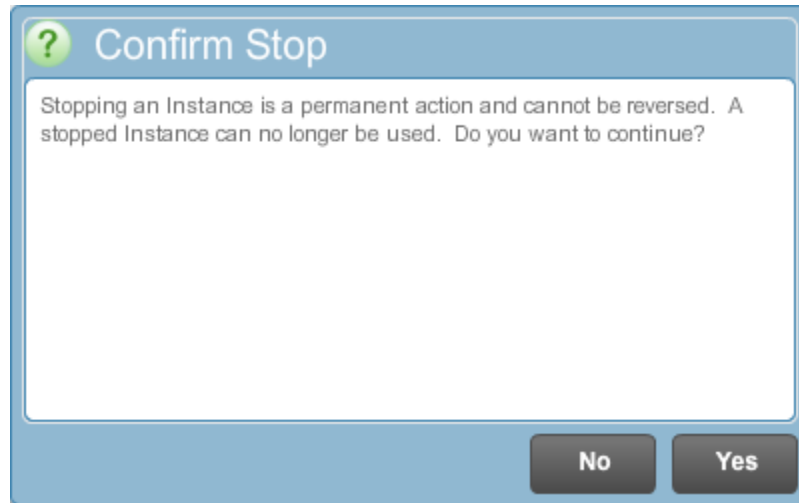 ?
Confirm Stop
Stopping an Instance is a permanent action and cannot be reversed.  A
stopped Instance can no longer be used.  Do you want to continue?
No
Yes